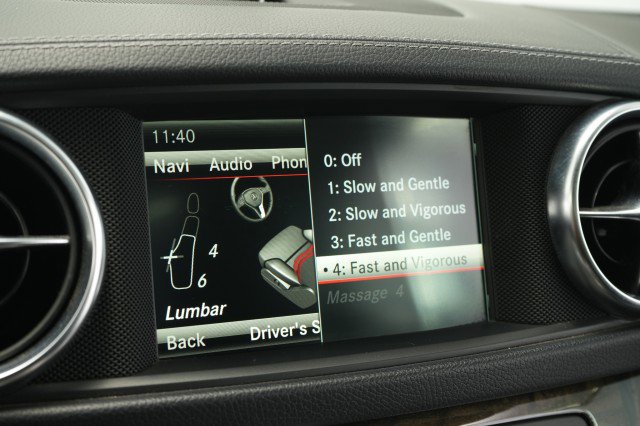 11:40
Navi Audio Phon
4
6
Lumbar
Back Driver's S
0: Off
1: Slow and Gentle
2: Slow and Vigorous
3: Fast and Gentle
• 4: Fast and Vigorous
Massage 4